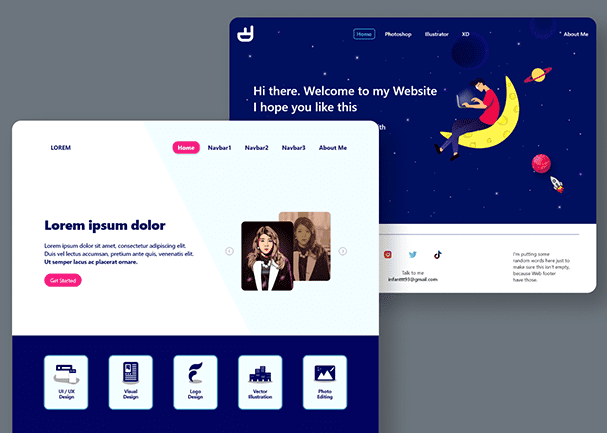 Home Photoshop Illustrator XD About Me
Hi there. Welcome to my Website
I hope you like this
th
Talk to me
I'm putting some
random words here just to
make sure this isn't empty,
because Web footer
have those.
LOREM Home Navbar1 Navbar2 Navbar3 About Me
Lorem ipsum dolor
Lorem ipsum dolor sit amet, consectetur adipiscing elit.
Duis vel lectus accumsan, pretium ante quis, venenatis elit.
Ut semper lacus ac placerat ornare.
Get Started
UI / UX
Design
Visual
Design
Logo
Design
Vector
Illustration
Photo
Editing